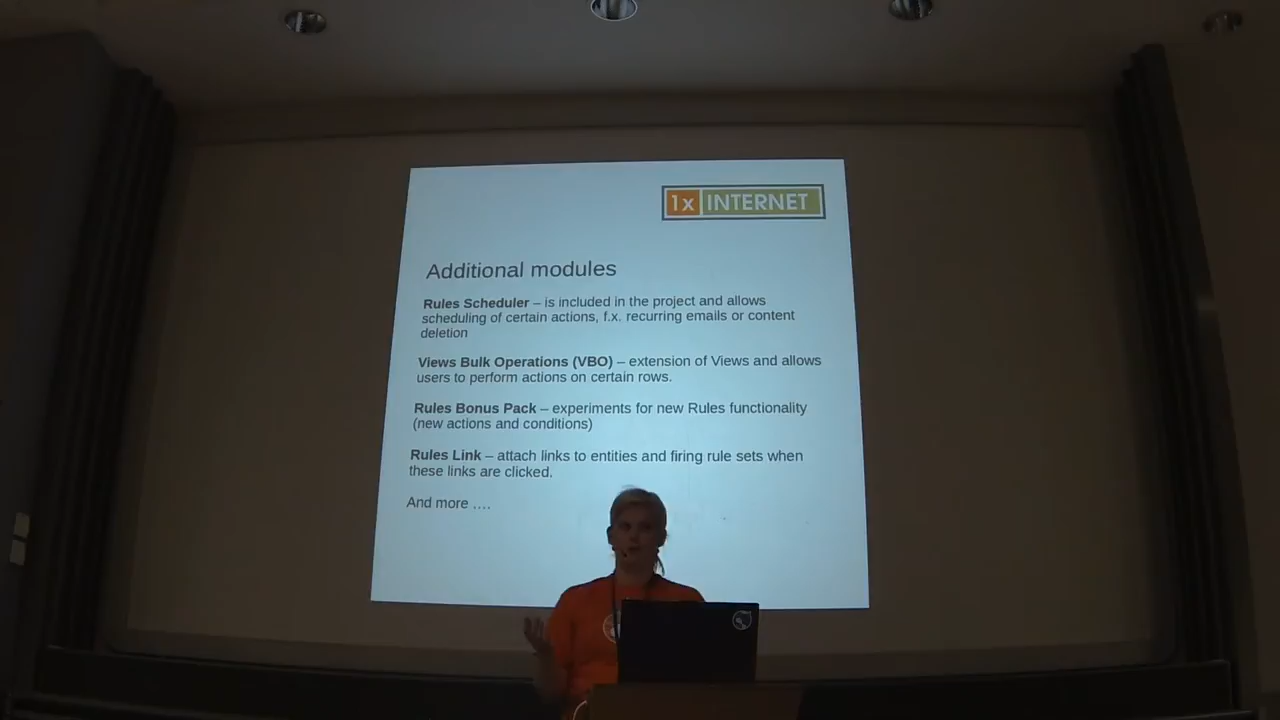 1x INTERNET
Additional modules
Rules Scheduler – is included in the project and allows
scheduling of certain actions, f.x. recurring emails or content
deletion
Views Bulk Operations (VBO) – extension of Views and allows
users to perform actions on certain rows.
Rules Bonus Pack – experiments for new Rules functionality
(new actions and conditions)
Rules Link – attach links to entities and firing rule sets when
these links are clicked.
And more ….